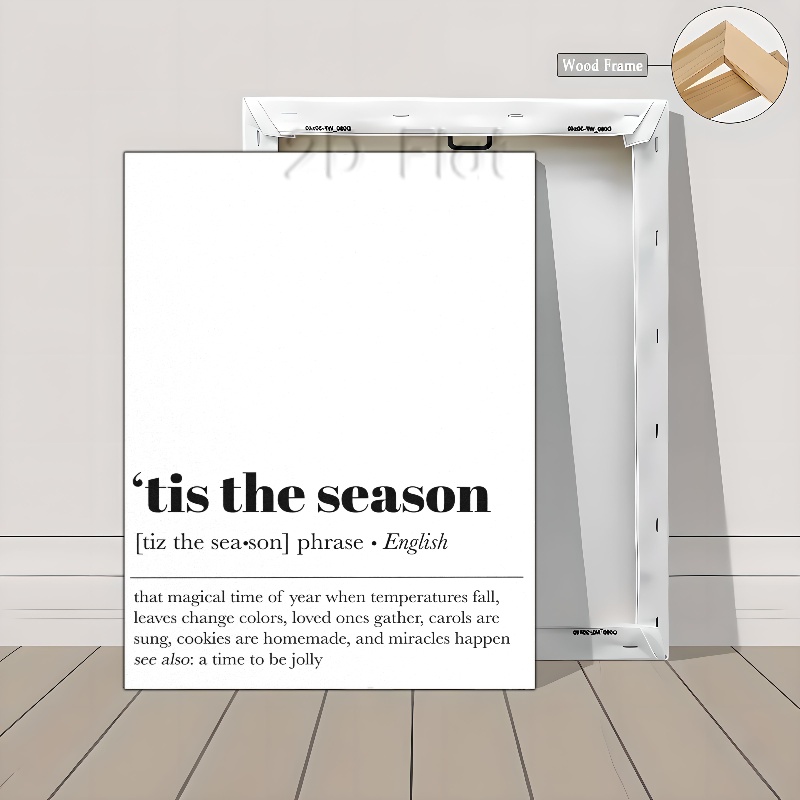 Wood Frame
2D Flot
‘tis the season
[tiz the sea•son] phrase • English
that magical time of year when temperatures fall,
leaves change colors, loved ones gather, carols are
sung, cookies are homemade, and miracles happen
see also: a time to be jolly